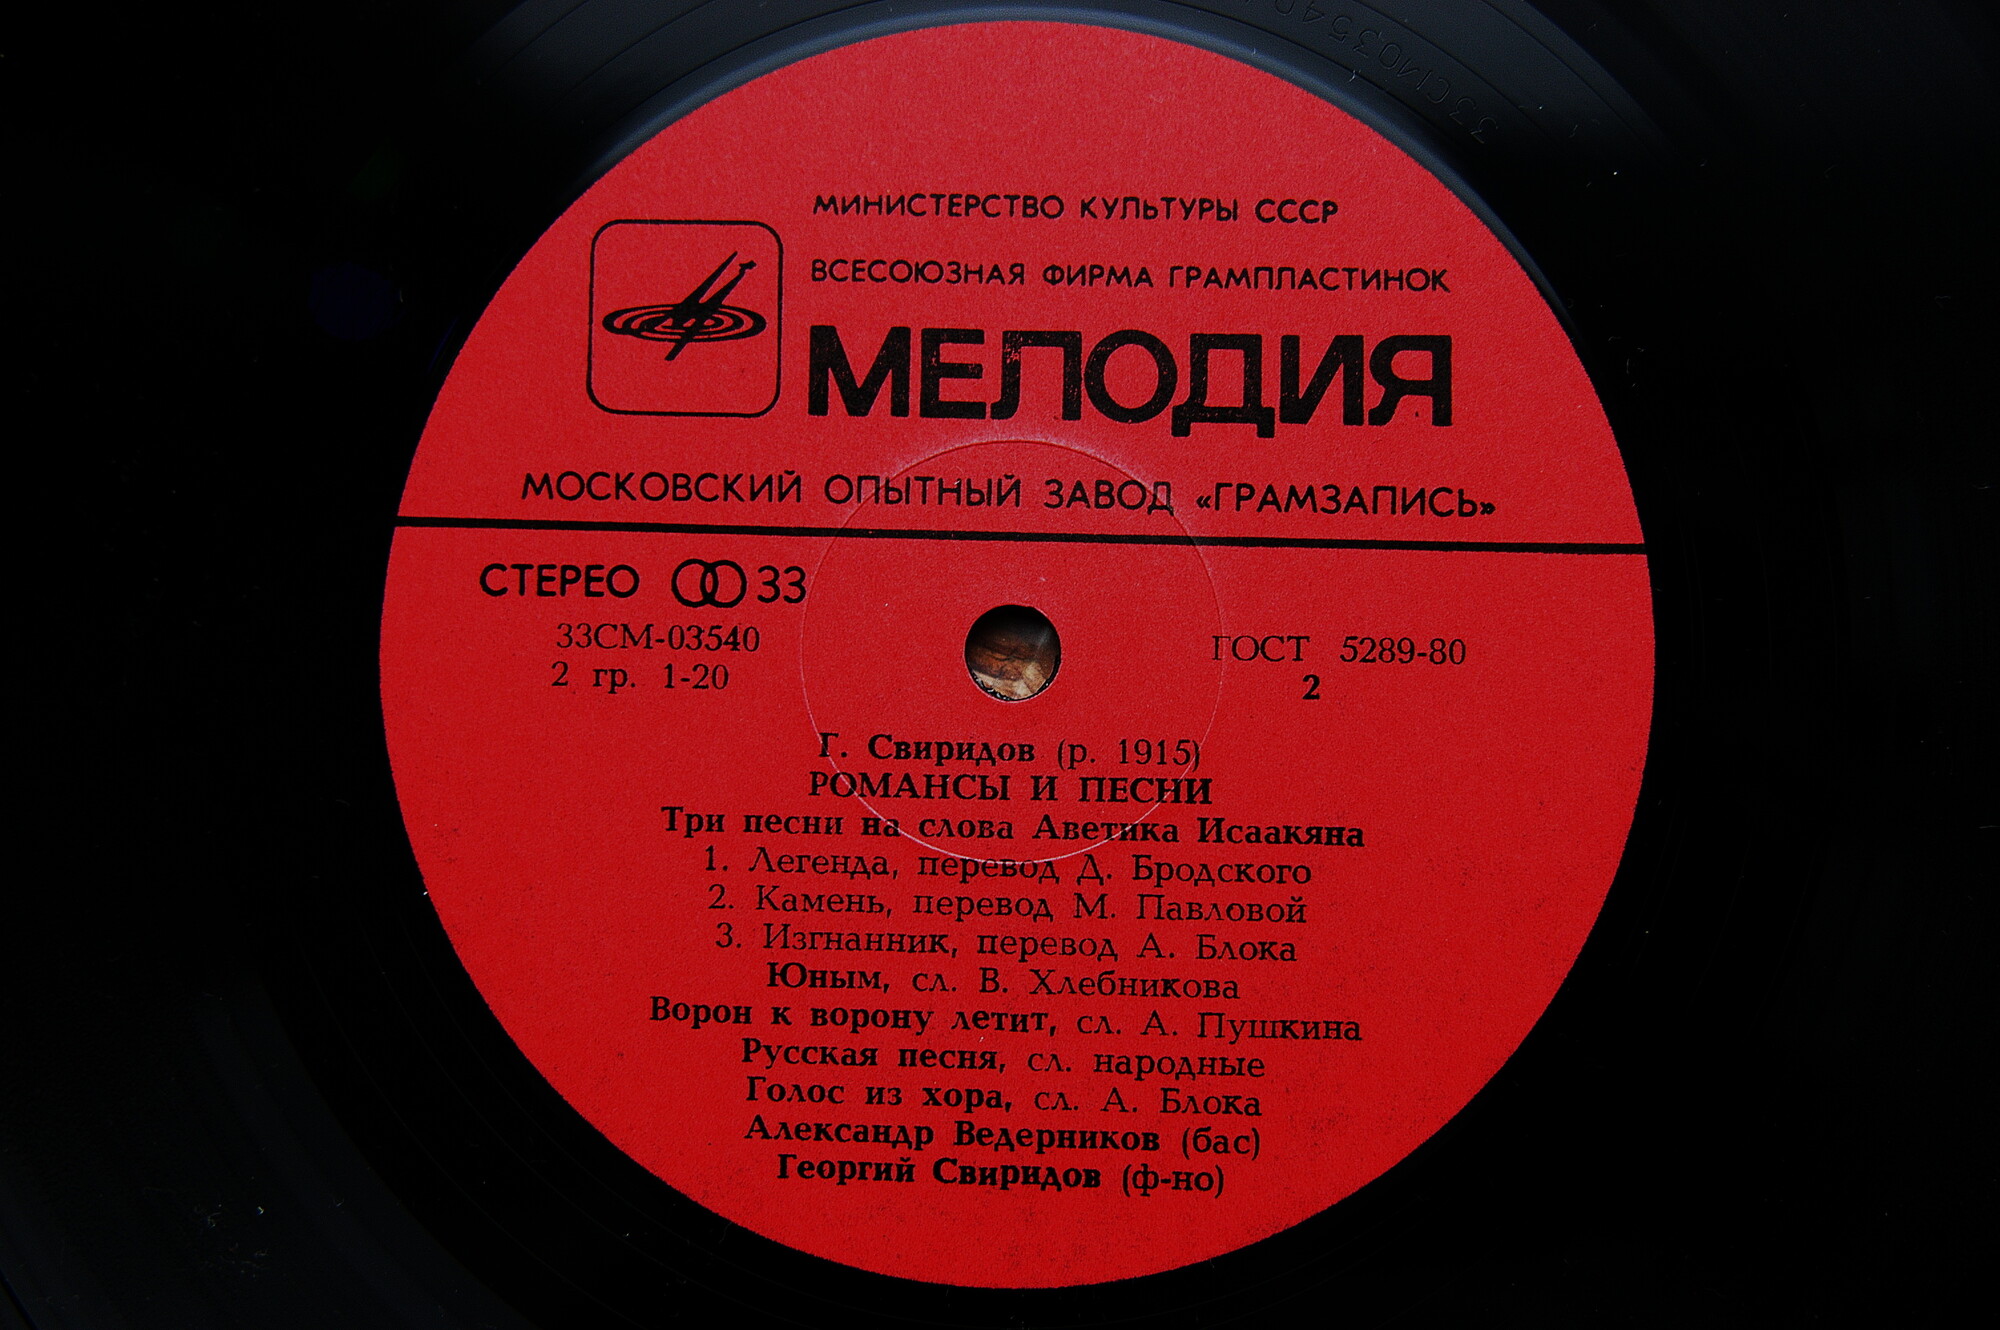 МИНИСТЕРСТВО КУЛЬТУРЫ СССР
ВСЕСОЮЗНАЯ ФИРМА ГРАМПЛАСТИНОК
МЕЛОДИЯ
МОСКОВСКИЙ ОПЫТНЫЙ ЗАВОД «ГРАМЗАПИСЬ»
СТЕРЕО 33
33СМ-03540
2 гр. 1-20
ГОСТ 5289-80
2
Г. Свиридов (р. 1915)
РОМАНСЫ И ПЕСНИ
Три песни на слова Аветика Исаакяна
1. Легенда, перевод Д. Бродского
2. Камень, перевод М. Павловой
3. Изгнанник, перевод А. Блока
Юным, сл. В. Хлебникова
Ворон к ворону летит, сл. А. Пушкина
Русская песня, сл. народные
Голос из хора, сл. А. Блока
Александр Ведерников (бас)
Георгий Свиридов (ф-но)